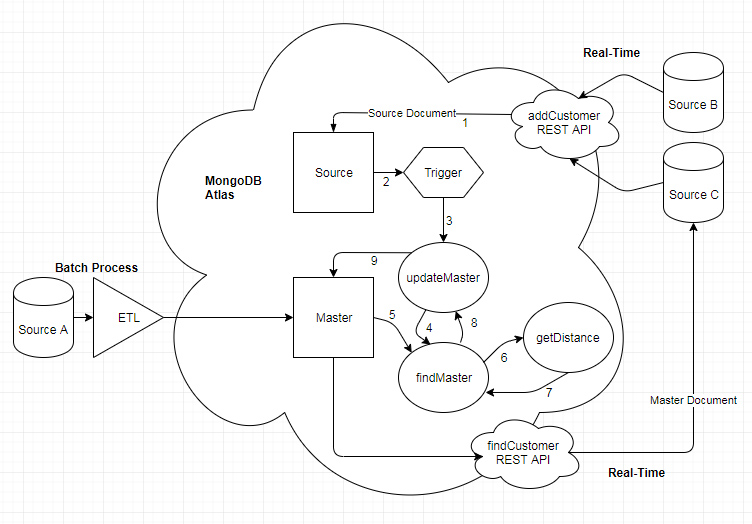 Real-Time
Source B
addCustomer
REST API
Source Document
1
Source
2
Trigger
MongoDB
Atlas
Source C
3
9
updateMaster
Batch Process
Source A
ETL
Master
5
4
8
getDistance
6
findMaster
7
Master Document
findCustomer
REST API
Real-Time